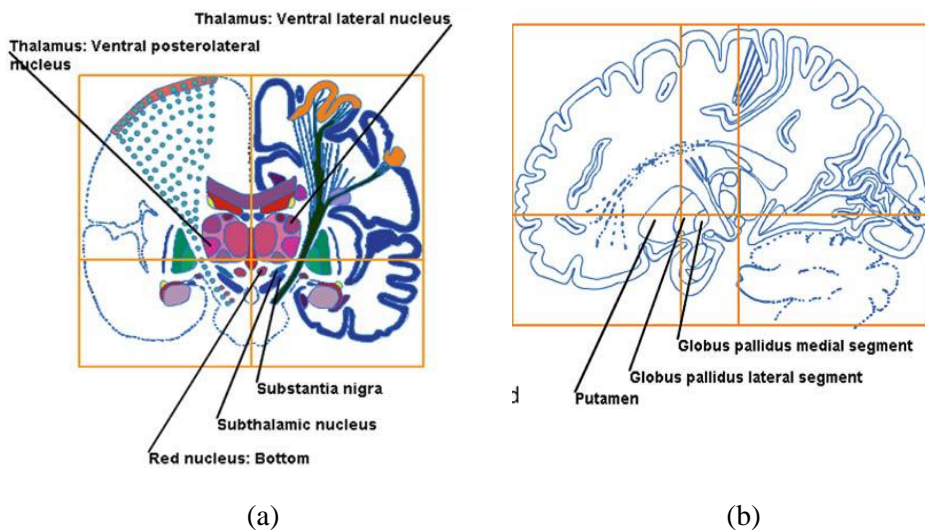 Thalamus: Ventral lateral nucleus
Thalamus: Ventral posterolateral
nucleus
Substantia nigra
Subthalamic nucleus
Red nucleus: Bottom
(a)
Globus pallidus medial segment
Globus pallidus lateral segment
d
Putamen
(b)